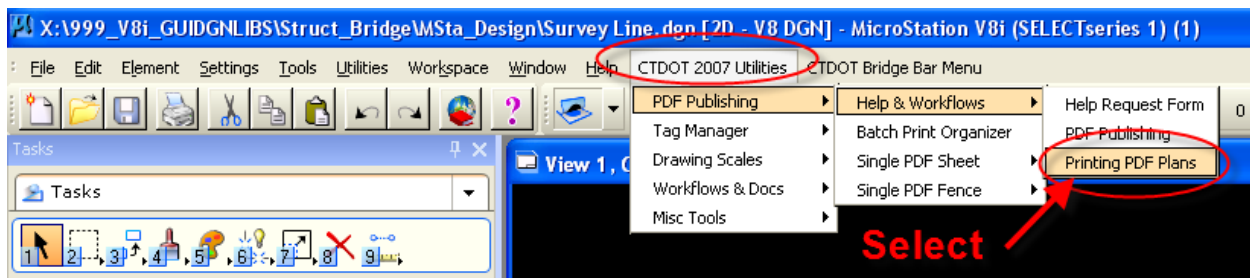 X:\999_V8i_GUIDGNLIBS\Struct_Bridge\MSta_Design\Survey Line.dgn [2D - V8 DGN] - MicroStation V8i (SELECTseries 1) (1)
File Edit Element Settings Tools Utilities Workspace Window Help CTDOT 2007 Utilities CTDOT Bridge Bar Menu
PDF Publishing
Tag Manager
Drawing Scales
Workflows & Docs
Misc Tools
Help & Workflows
Batch Print Organizer
Single PDF Sheet
Single PDF Fence
Help Request Form
PDF Publishing
Printing PDF Plans
0
Tasks
View 1, 
Tasks
1 2 3 4 5 6 7 8 9
Select